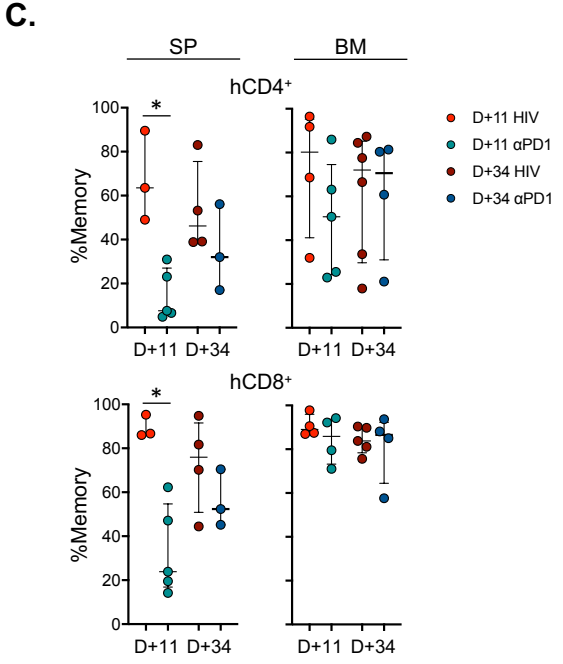 C.
SP BM
hCD4⁺
D+11 HIV
D+11 αPD1
D+34 HIV
D+34 αPD1
%Memory
100
80
60
40
20
0
D+11 D+34 D+11 D+34
*
hCD8⁺
%Memory
100
80
60
40
20
0
D+11 D+34 D+11 D+34
*